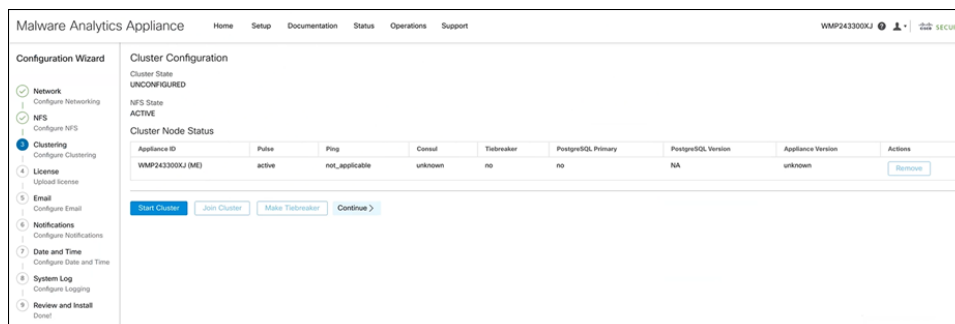 Malware Analytics Appliance
Home Setup Documentation Status Operations Support
WMP243300XJ
SECU
Configuration Wizard
Network
Configure Networking
NFS
Configure NFS
3 Clustering
Configure Clustering
4 License
Upload license
5 Email
Configure Email
6 Notifications
Configure Notifications
7 Date and Time
Configure Date and Time
8 System Log
Configure Logging
9 Review and Install
Done!
Cluster Configuration
Cluster State
UNCONFIGURED
NFS State
ACTIVE
Cluster Node Status
Appliance ID Pulse Ping Consul Tiebreaker PostgreSQL Primary PostgreSQL Version Appliance Version Actions
WMP243300XJ (ME) active not_applicable unknown no no NA unknown Remove
Start Cluster Join Cluster Make Tiebreaker Continue >